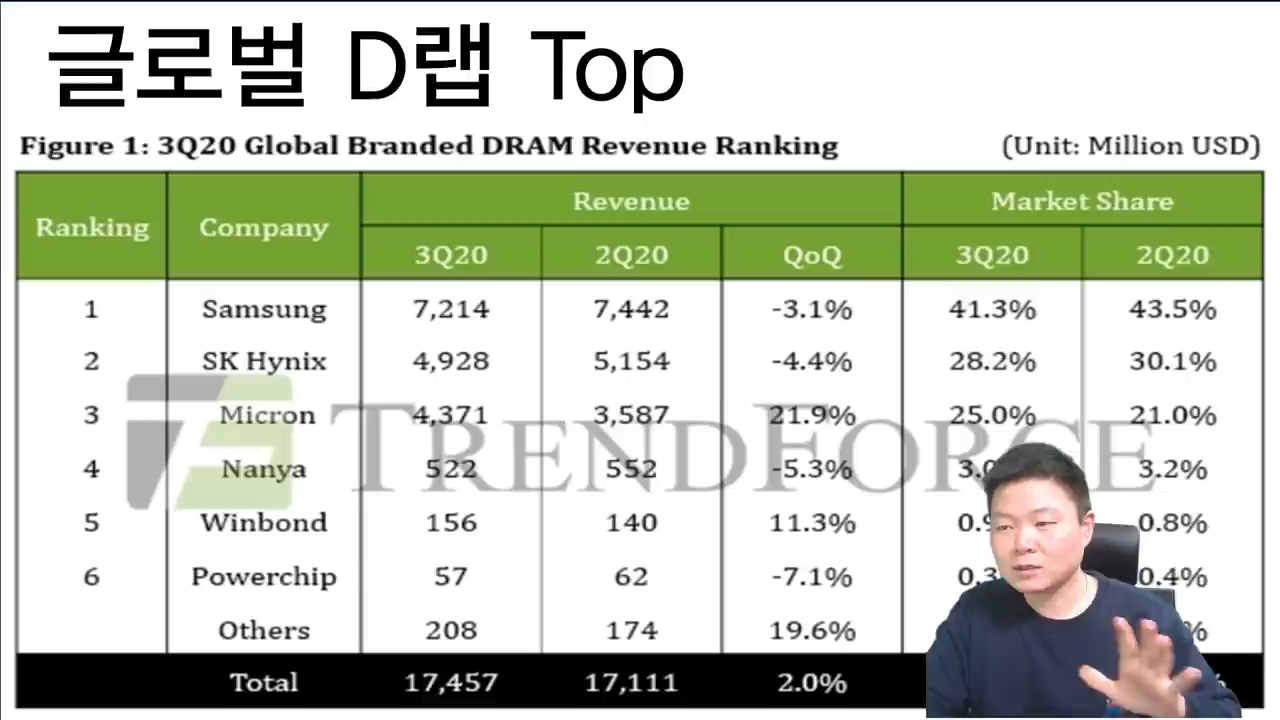 글로벌 D랩 Top
Figure 1: 3Q20 Global Branded DRAM Revenue Ranking (Unit: Million USD)
Ranking Company Revenue Market Share
3Q20 2Q20 QoQ 3Q20 2Q20
1 Samsung 7,214 7,442 -3.1% 41.3% 43.5%
2 SK Hynix 4,928 5,154 -4.4% 28.2% 30.1%
3 Micron 4,371 3,587 21.9% 25.0% 21.0%
TRENDFORCE
4 Nanya 522 552 -5.3% 3.2%
5 Winbond 156 140 11.3% 0.8%
6 Powerchip 57 62 -7.1% 0.4%
Others 208 174 19.6%
Total 17,457 17,111 2.0%